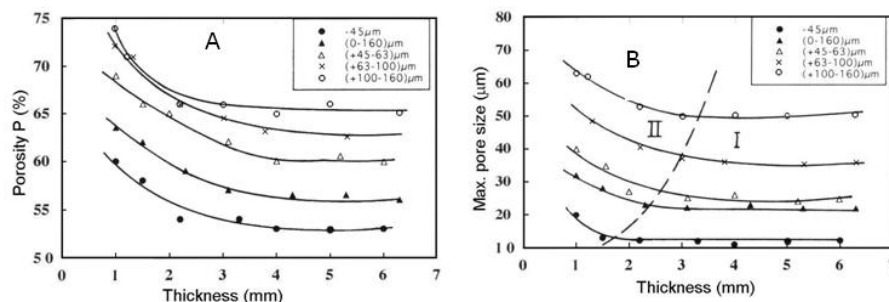 A
-45µm
(0-160)µm
(+45-63)µm
(+63-100)µm
(+100-160)µm
Porosity P (%)
75
70
65
60
55
50
0 1 2 3 4 5 6 7
Thickness (mm)
B
-45µm
(0-160)µm
(+45-63)µm
(+63-100)µm
(+100-160)µm
II
I
Max. pore size (µm)
80
70
60
50
40
30
20
10
0 1 2 3 4 5 6 7
Thickness (mm)